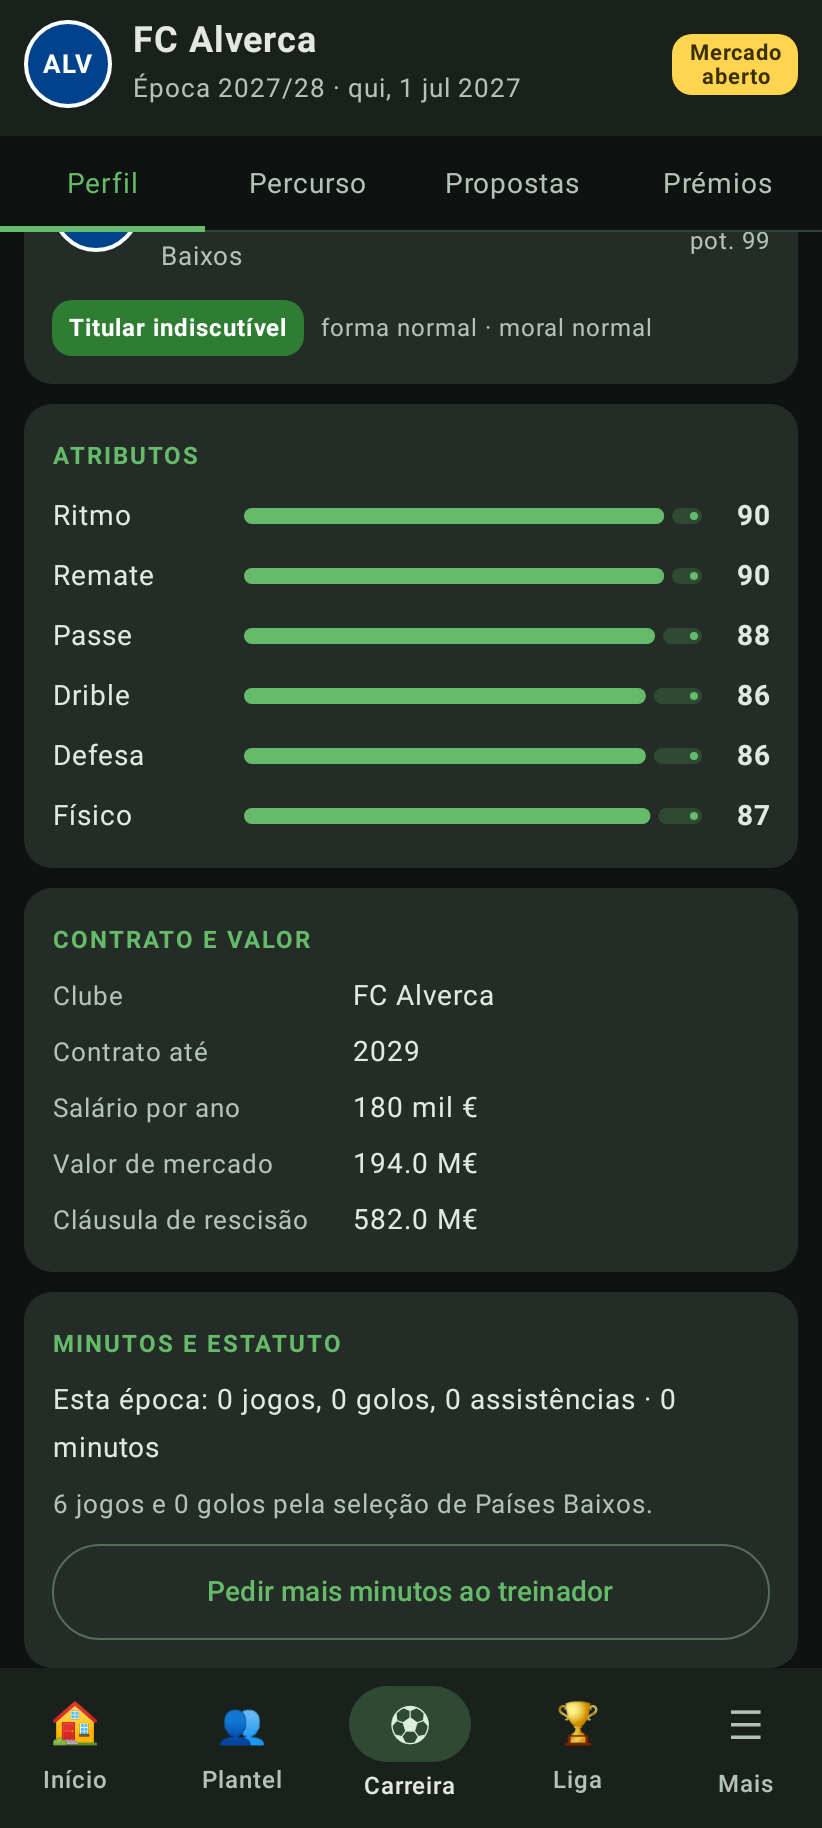 ALV
FC Alverca
Época 2027/28 · qui, 1 jul 2027
Mercado
aberto
Perfil
Percurso
Propostas
Prémios
Baixos
pot. 99
Titular indiscutível
forma normal · moral normal
ATRIBUTOS
Ritmo 90
Remate 90
Passe 88
Drible 86
Defesa 86
Físico 87
CONTRATO E VALOR
Clube FC Alverca
Contrato até 2029
Salário por ano 180 mil €
Valor de mercado 194.0 M€
Cláusula de rescisão 582.0 M€
MINUTOS E ESTATUTO
Esta época: 0 jogos, 0 golos, 0 assistências · 0
minutos
6 jogos e 0 golos pela seleção de Países Baixos.
Pedir mais minutos ao treinador
Início
Plantel
Carreira
Liga
Mais